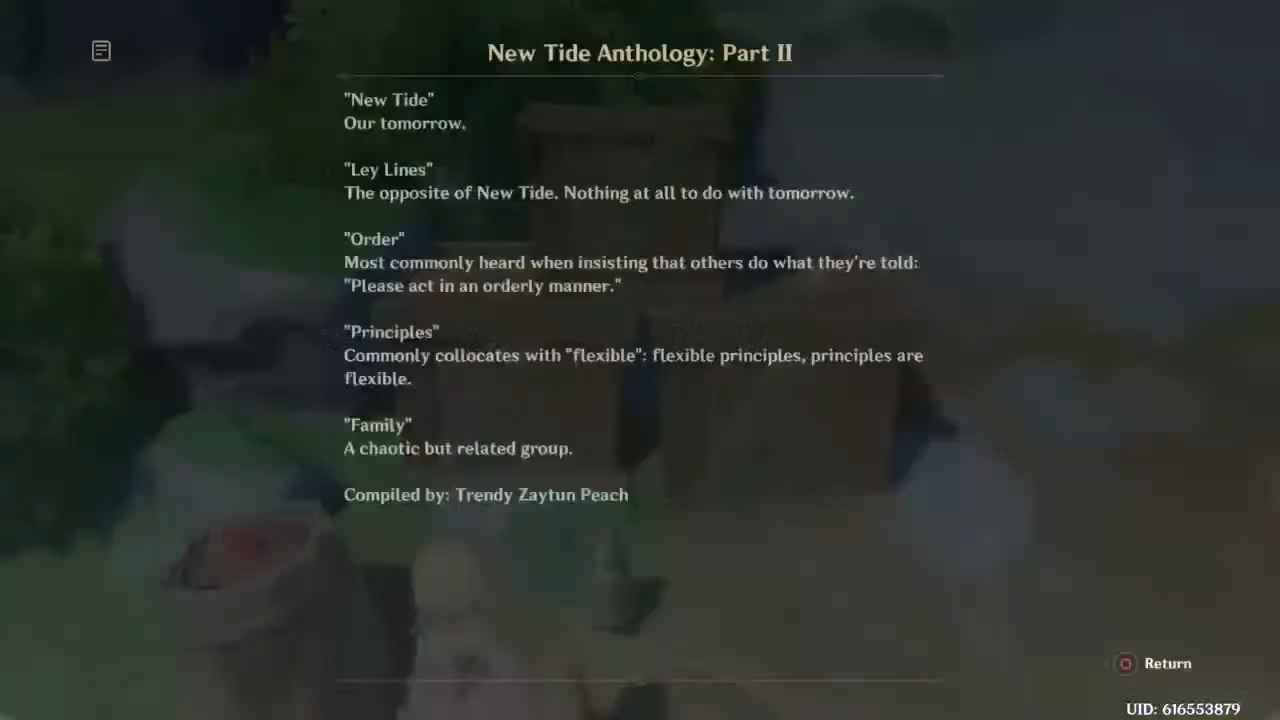 New Tide Anthology: Part II
"New Tide"
Our tomorrow.
"Ley Lines"
The opposite of New Tide. Nothing at all to do with tomorrow.
"Order"
Most commonly heard when insisting that others do what they're told:
"Please act in an orderly manner."
"Principles"
Commonly collocates with "flexible": flexible principles, principles are
flexible.
"Family"
A chaotic but related group.
Compiled by: Trendy Zaytun Peach
Return
UID: 616553879